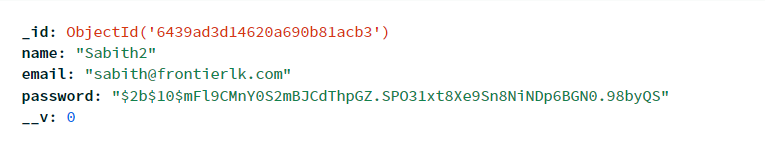 _id: ObjectId('6439ad3d14620a690b81acb3')
name: "Sabith2"
email: "sabith@frontierlk.com"
password: "$2b$10$mFl9CMnY0S2mBJCdThpGZ.SPO31xt8Xe9Sn8NiNDp6BGN0.98byQS"
__v: 0